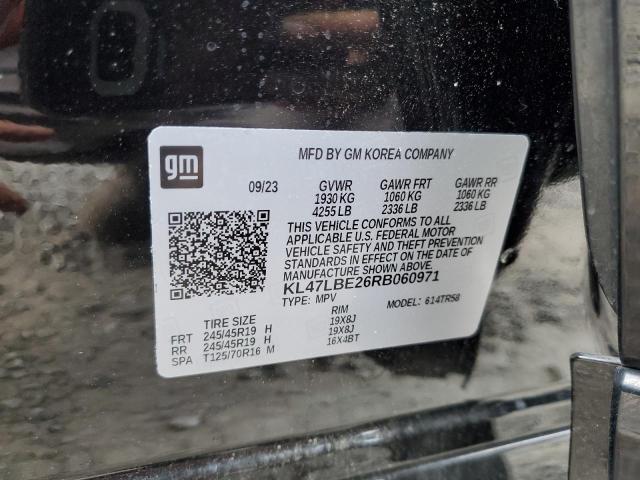 gm
MFD BY GM KOREA COMPANY
09/23 GVWR GAWR FRT GAWR RR
1930 KG 1060 KG 1060 KG
4255 LB 2336 LB 2336 LB
THIS VEHICLE CONFORMS TO ALL
APPLICABLE U.S. FEDERAL MOTOR
VEHICLE SAFETY AND THEFT PREVENTION
STANDARDS IN EFFECT ON THE DATE OF
MANUFACTURE SHOWN ABOVE.
KL47LBE26RB060971
TYPE: MPV MODEL: 614TR58
TIRE SIZE RIM
FRT 245/45R19 H 19X8J
RR 245/45R19 H 19X8J
SPA T125/70R16 M 16X4BT